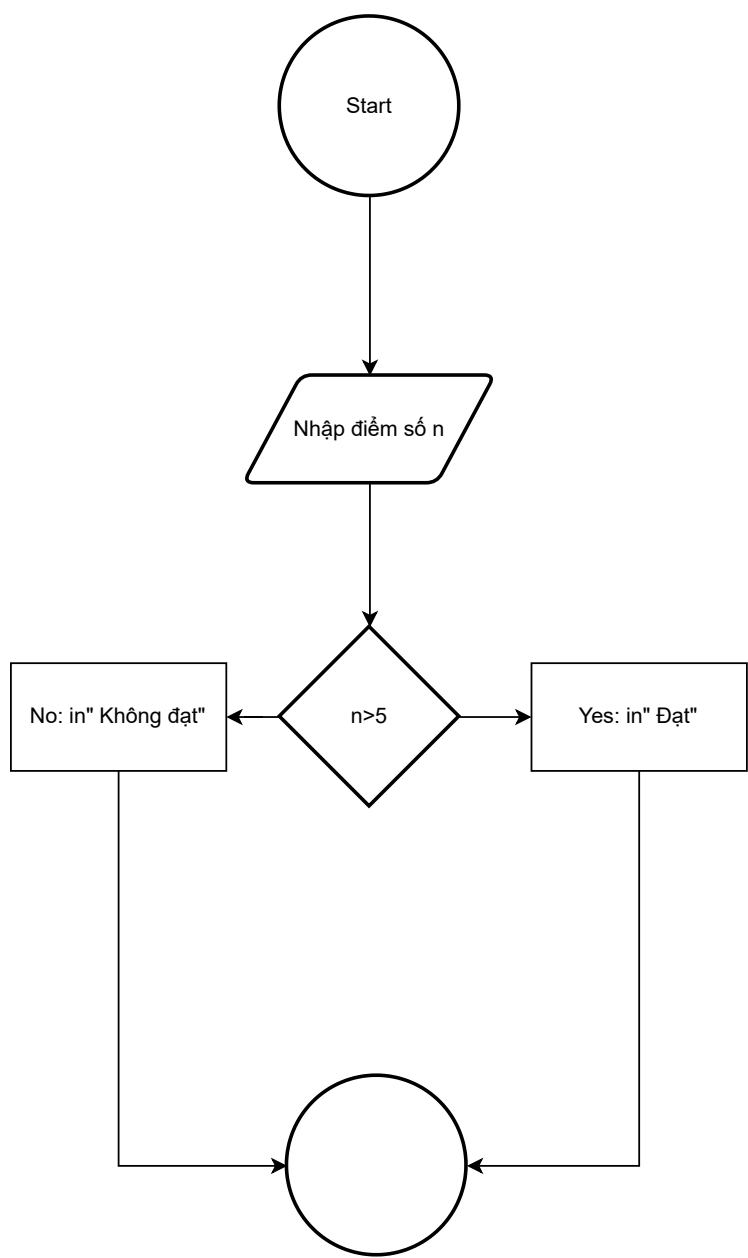 Start
Nhập điểm số n
No: in" Không đạt"
n>5
Yes: in" Đạt"